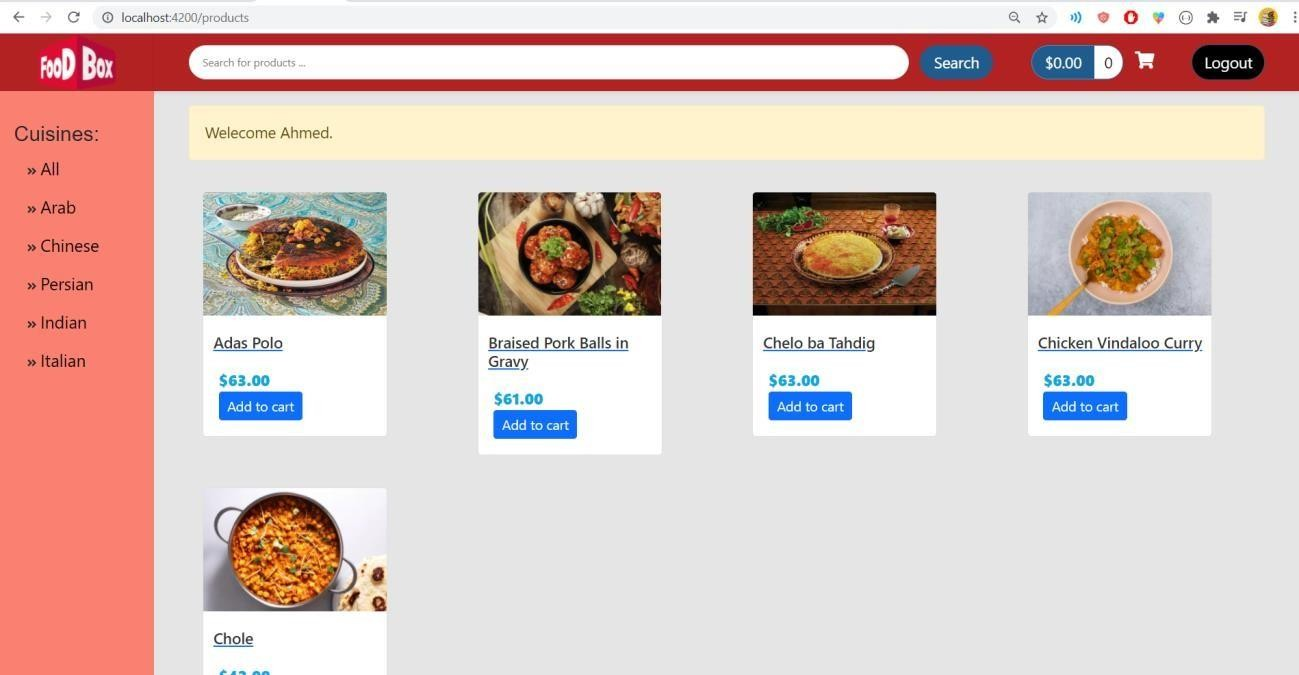 localhost:4200/products
FooD Box
Search for products ...
Search
$0.00
0
Logout
Cuisines:
» All
» Arab
» Chinese
» Persian
» Indian
» Italian
Welecome Ahmed.
Adas Polo
$63.00
Add to cart
Braised Pork Balls in
Gravy
$61.00
Add to cart
Chelo ba Tahdig
$63.00
Add to cart
Chicken Vindaloo Curry
$63.00
Add to cart
Chole